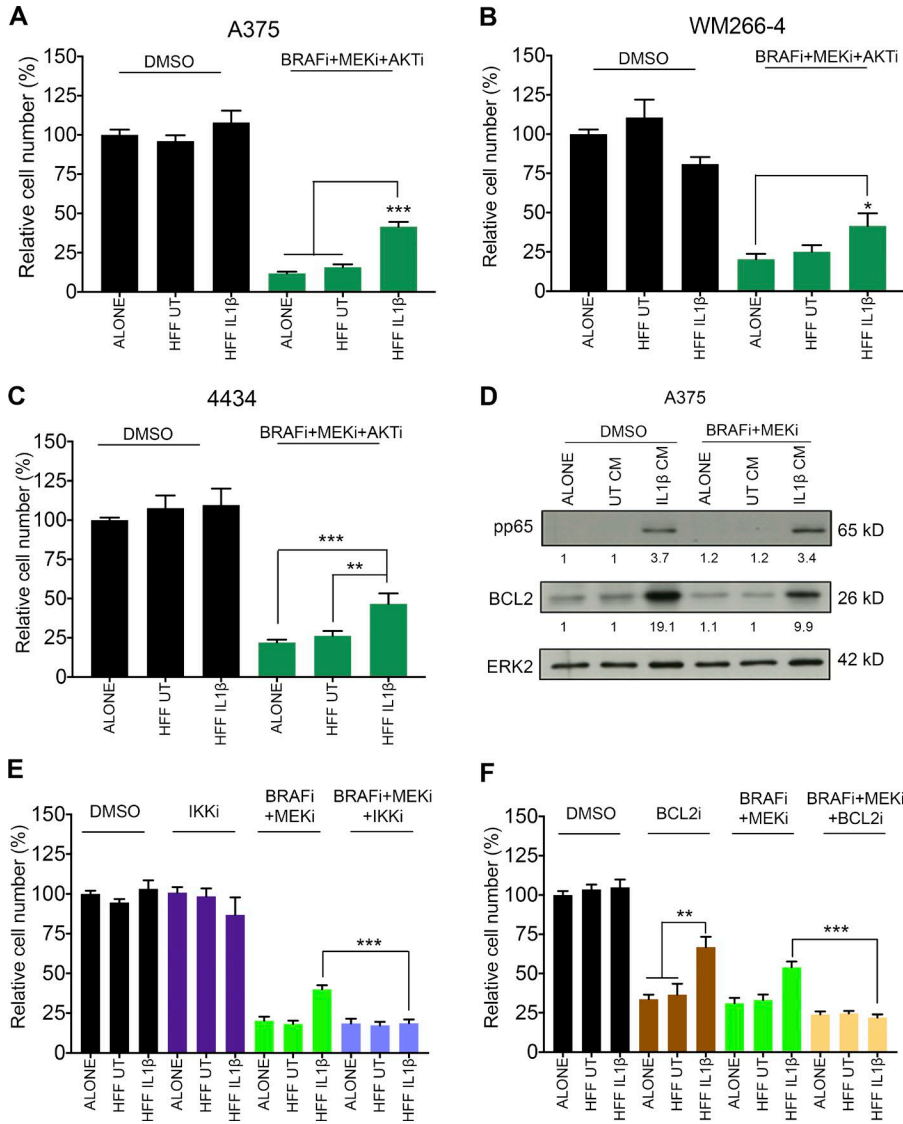 A
A375
DMSO
BRAFi+MEKi+AKTi
Relative cell number (%)
150
125
100
75
50
25
0
***
ALONE
HFF UT
HFF IL1β
ALONE
HFF UT
HFF IL1β
B
WM266-4
DMSO
BRAFi+MEKi+AKTi
Relative cell number (%)
150
125
100
75
50
25
0
*
ALONE
HFF UT
HFF IL1β
ALONE
HFF UT
HFF IL1β
C
4434
DMSO
BRAFi+MEKi+AKTi
Relative cell number (%)
150
125
100
75
50
25
0
***
**
ALONE
HFF UT
HFF IL1β
ALONE
HFF UT
HFF IL1β
D
A375
DMSO
BRAFi+MEKi
ALONE
UT CM
IL1β CM
ALONE
UT CM
IL1β CM
pp65
65 kD
1 1 3.7 1.2 1.2 3.4
BCL2
26 kD
1 1 19.1 1.1 1 9.9
ERK2
42 kD
E
DMSO
IKKi
BRAFi
+MEKi
BRAFi+MEKi
+IKKi
Relative cell number (%)
150
125
100
75
50
25
0
***
ALONE
HFF UT
HFF IL1β
ALONE
HFF UT
HFF IL1β
ALONE
HFF UT
HFF IL1β
ALONE
HFF UT
HFF IL1β
F
DMSO
BCL2i
BRAFi
+MEKi
BRAFi+MEKi
+BCL2i
Relative cell number (%)
150
125
100
75
50
25
0
**
***
ALONE
HFF UT
HFF IL1β
ALONE
HFF UT
HFF IL1β
ALONE
HFF UT
HFF IL1β
ALONE
HFF UT
HFF IL1β